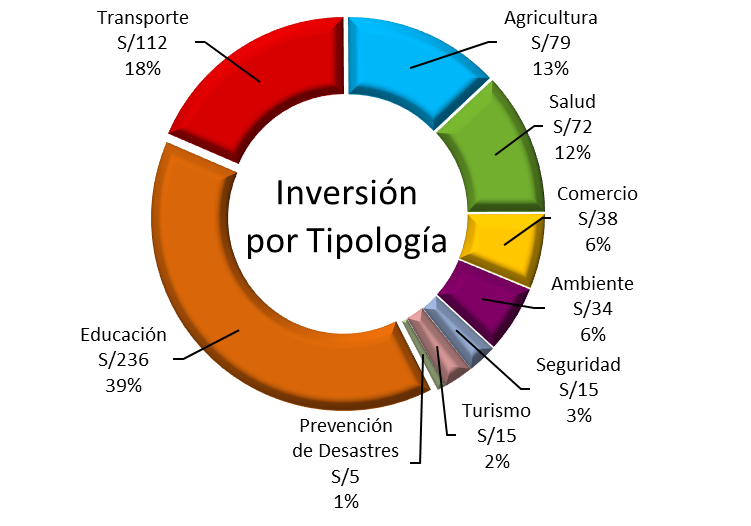 Transporte
S/112
18%
Agricultura
S/79
13%
Salud
S/72
12%
Comercio
S/38
6%
Inversión
por Tipología
Ambiente
S/34
6%
Educación
S/236
39%
Seguridad
S/15
3%
Turismo
S/15
2%
Prevención
de Desastres
S/5
1%